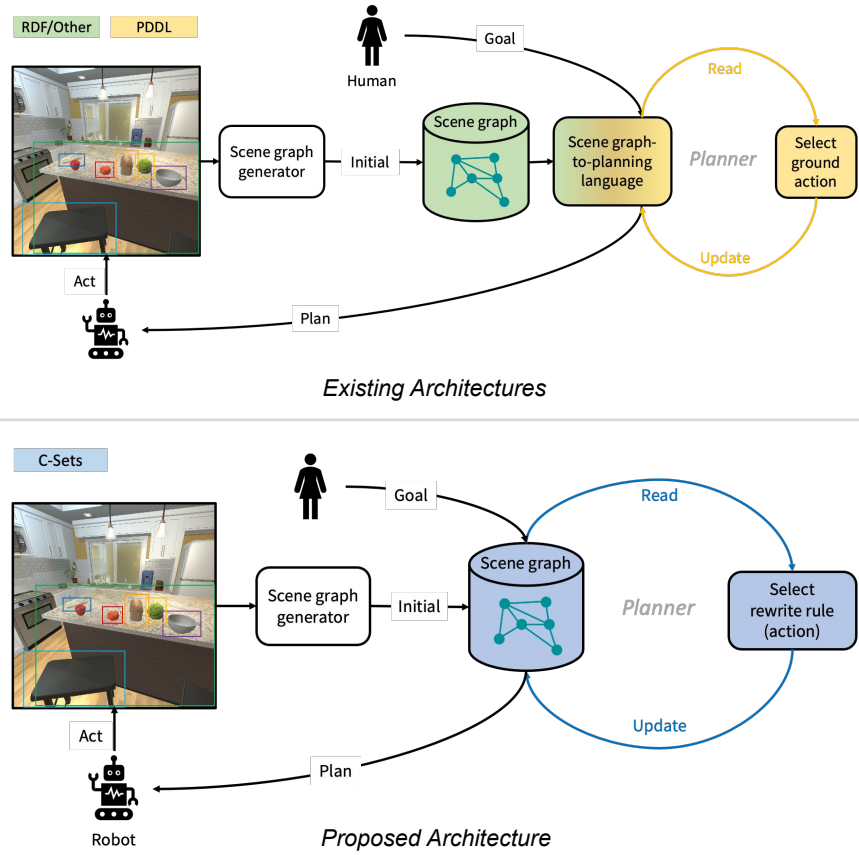 RDF/Other
PDDL
Human
Goal
Read
Scene graph
generator
Initial
Scene graph
Scene graph-
to-planning
language
Planner
Select
ground
action
Update
Act
Plan
Existing Architectures
C-Sets
Goal
Read
Scene graph
generator
Initial
Scene graph
Planner
Select
rewrite rule
(action)
Update
Act
Plan
Robot
Proposed Architecture